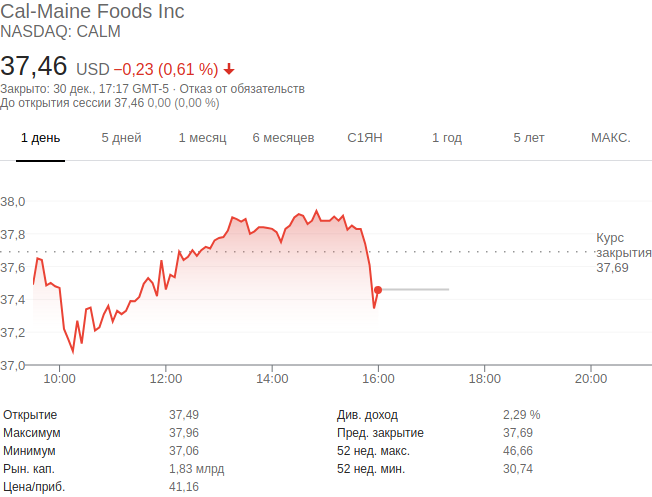 Cal-Maine Foods Inc
NASDAQ: CALM
37,46 USD −0,23 (0,61 %)
Закрыто: 30 дек., 17:17 GMT-5 · Отказ от обязательств
До открытия сессии 37,46 0,00 (0,00 %)
1 день 5 дней 1 месяц 6 месяцев С1ЯН 1 год 5 лет МАКС.
38,0
37,8
Курс
закрытия
37,69
37,6
37,4
37,2
37,0
10:00 12:00 14:00 16:00 18:00 20:00
Открытие 37,49 Див. доход 2,29 %
Максимум 37,96 Пред. закрытие 37,69
Минимум 37,06 52 нед. макс. 46,66
Рын. кап. 1,83 млрд 52 нед. мин. 30,74
Цена/приб. 41,16